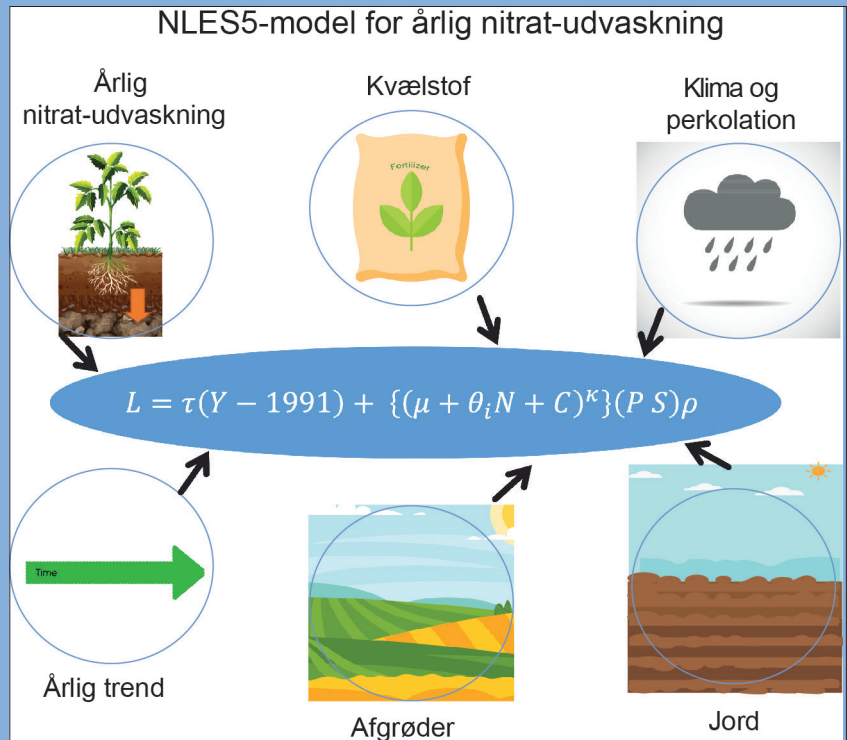 NLES5-model for årlig nitrat-udvaskning
Årlig
nitrat-udvaskning
Kvælstof
Klima og
perkolation
Fertilizer
L = τ(Y − 1991) + {(μ + θᵢN + C)^κ}(P S)ρ
Time
Årlig trend
Afgrøder
Jord